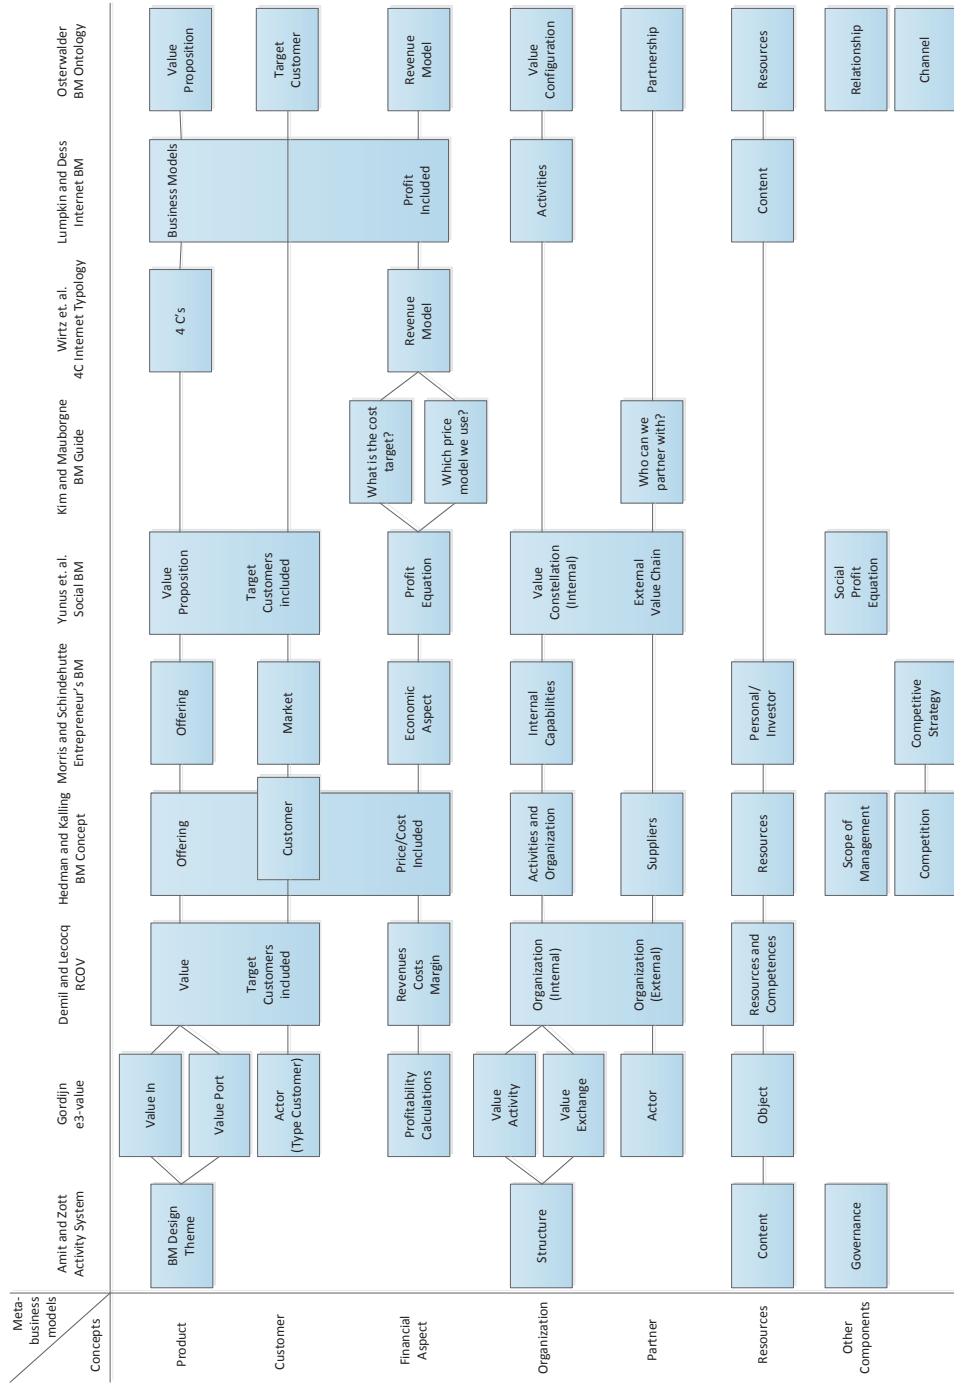 Meta-
business
models
Concepts
Amit and Zott
Activity System
Gordijn
e3-value
Demil and Lecocq
RCOV
Hedman and Kalling
BM Concept
Morris and Schindehutte
Entrepreneur's BM
Yunus et. al.
Social BM
Kim and Mauborgne
BM Guide
Wirtz et. al.
4C Internet Typology
Lumpkin and Dess
Internet BM
Osterwalder
BM Ontology
Product
BM Design
Theme
Value In
Value Port
Value
Offering
Offering
Value
Proposition
4 C's
Business Models
Value
Proposition
Customer
Actor
(Type Customer)
Target
Customers
included
Customer
Market
Target
Customers
included
Target
Customer
Financial
Aspect
Profitability
Calculations
Revenues
Costs
Margin
Price/Cost
Included
Economic
Aspect
Profit
Equation
What is the cost
target?
Which price
model we use?
Revenue
Model
Profit
Included
Revenue
Model
Organization
Structure
Value
Activity
Value
Exchange
Organization
(Internal)
Activities and
Organization
Internal
Capabilities
Value
Constellation
(Internal)
Activities
Value
Configuration
Partner
Actor
Organization
(External)
Suppliers
External
Value Chain
Who can we
partner with?
Partnership
Resources
Content
Object
Resources and
Competences
Resources
Personal/
Investor
Content
Resources
Other
Components
Governance
Scope of
Management
Social
Profit
Equation
Relationship
Competition
Competitive
Strategy
Channel